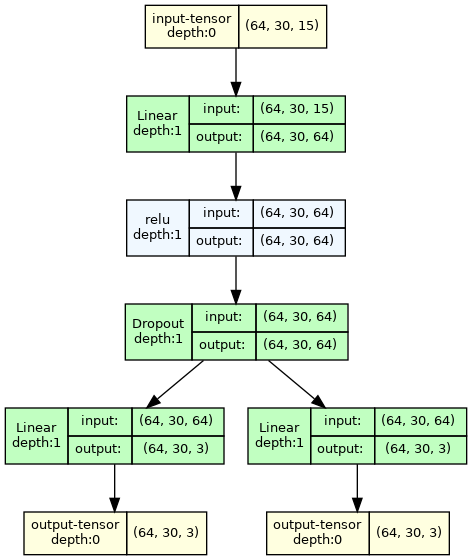 input-tensor
depth:0
(64, 30, 15)
Linear
depth:1
input:
(64, 30, 15)
output:
(64, 30, 64)
relu
depth:1
input:
(64, 30, 64)
output:
(64, 30, 64)
Dropout
depth:1
input:
(64, 30, 64)
output:
(64, 30, 64)
Linear
depth:1
input:
(64, 30, 64)
output:
(64, 30, 3)
Linear
depth:1
input:
(64, 30, 64)
output:
(64, 30, 3)
output-tensor
depth:0
(64, 30, 3)
output-tensor
depth:0
(64, 30, 3)